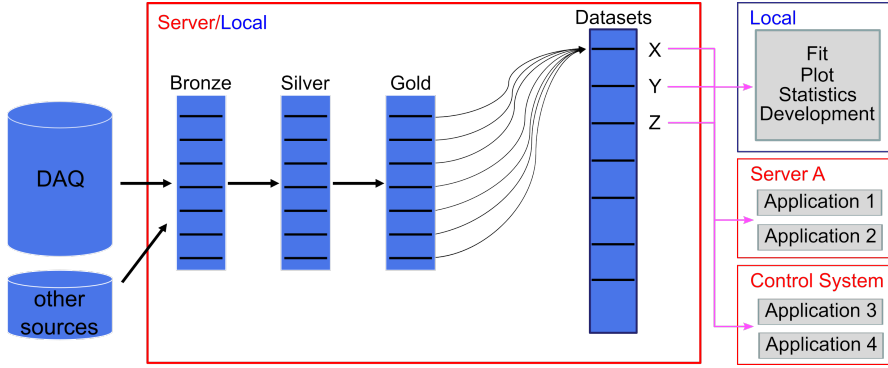 DAQ
other
sources
Server/Local
Bronze
Silver
Gold
Datasets
X
Y
Z
Local
Fit
Plot
Statistics
Development
Server A
Application 1
Application 2
Control System
Application 3
Application 4